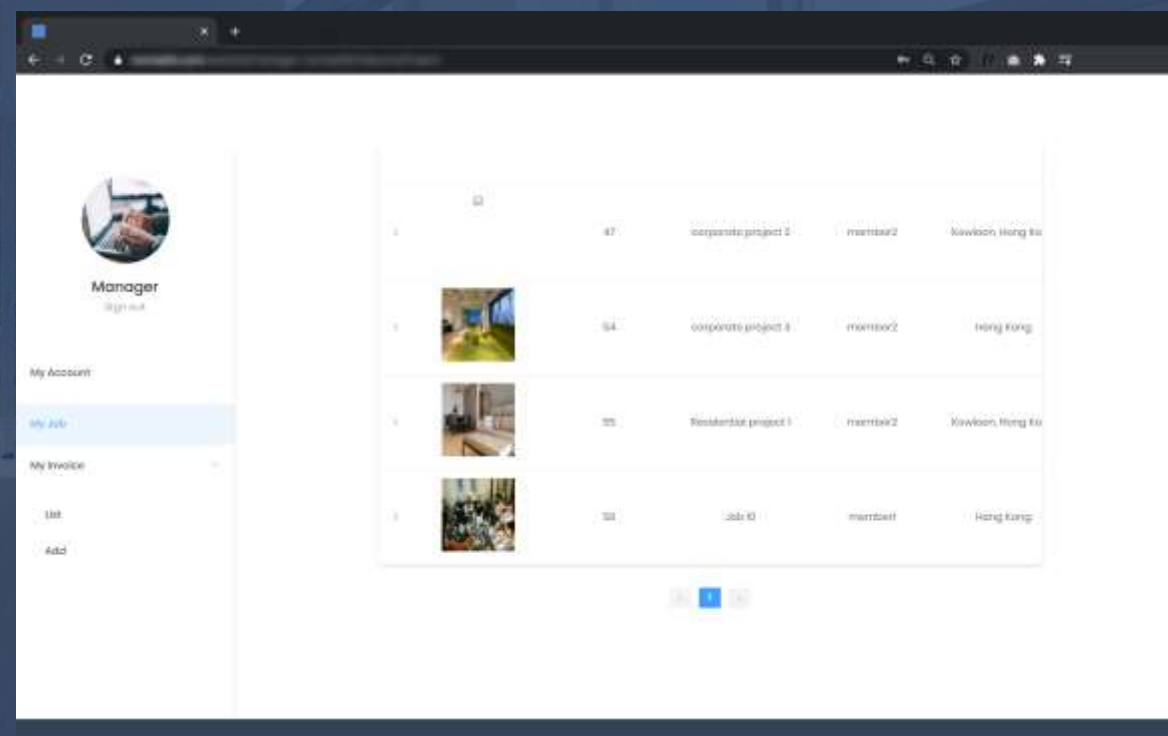 Manager
Sign out
My Account
My Job
My Invoice
List
Add
47 corporate project 2 member2 Kowloon, Hong Ko
54 corporate project 3 member2 Hong Kong
55 Residential project 1 member2 Kowloon, Hong Ko
58 Job 10 member1 Hong Kong
1